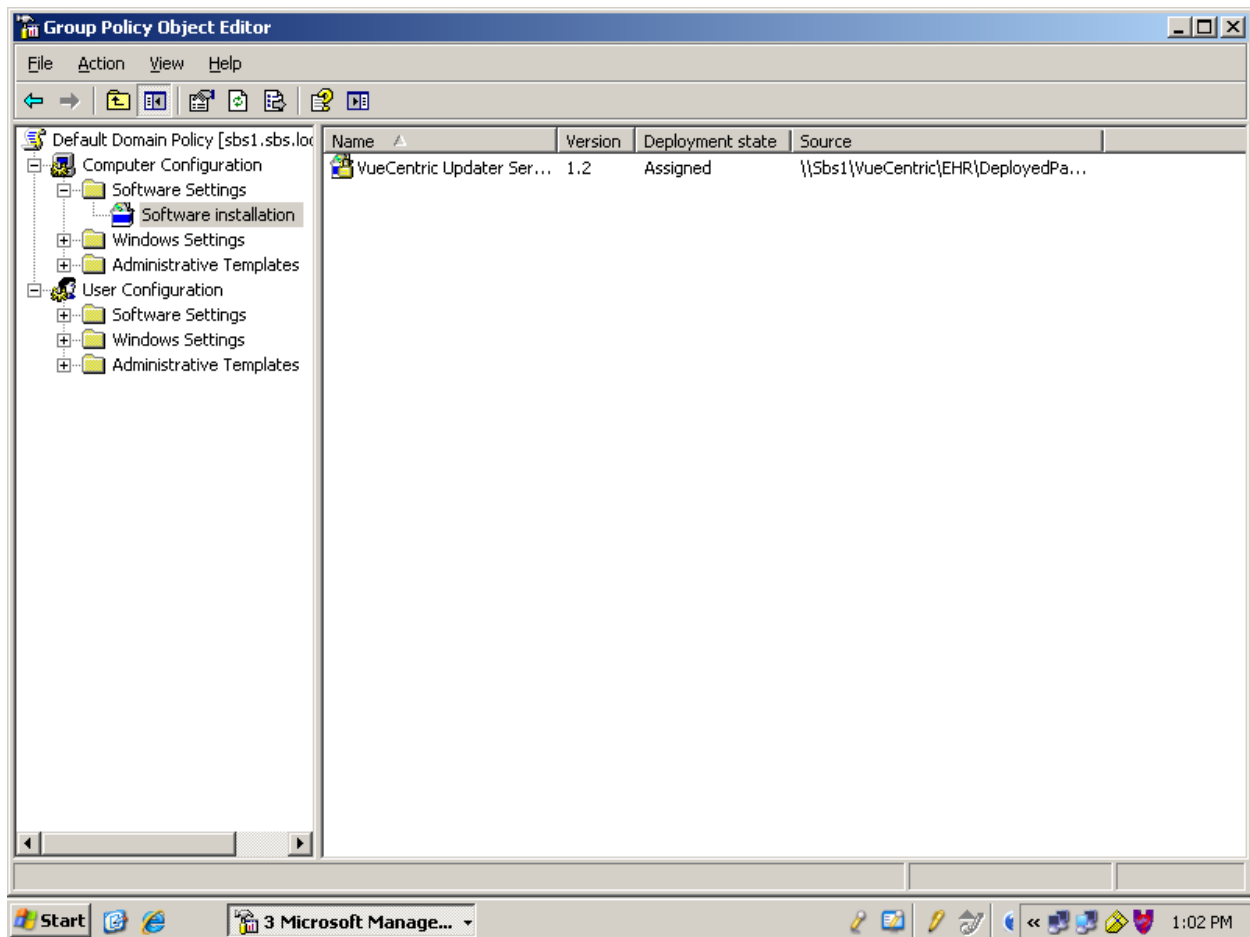 Group Policy Object Editor
File Action View Help
Default Domain Policy [sbs1.sbs.loc
Computer Configuration
Software Settings
Software installation
Windows Settings
Administrative Templates
User Configuration
Software Settings
Windows Settings
Administrative Templates
Name Version Deployment state Source
VueCentric Updater Ser... 1.2 Assigned \\Sbs1\VueCentric\EHR\DeployedPa...
Start 3 Microsoft Manage... « 1:02 PM